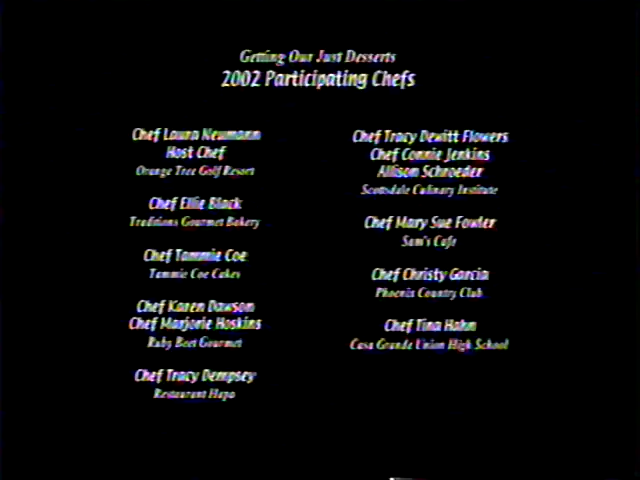 Getting Our Just Desserts
2002 Participating Chefs
Chef Laura Neumann
Host Chef
Orange Tree Golf Resort
Chef Ellie Black
Traditions Gourmet Bakery
Chef Tammie Coe
Tammie Coe Cakes
Chef Karen Dawson
Chef Marjorie Hoskins
Ruby Beet Gourmet
Chef Tracy Dempsey
Restaurant Hapa
Chef Tracy Dewitt Flowers
Chef Connie Jenkins
Allison Schroeder
Scottsdale Culinary Institute
Chef Mary Sue Fowler
Sam's Cafe
Chef Christy Garcia
Phoenix Country Club
Chef Tina Hahn
Casa Grande Union High School